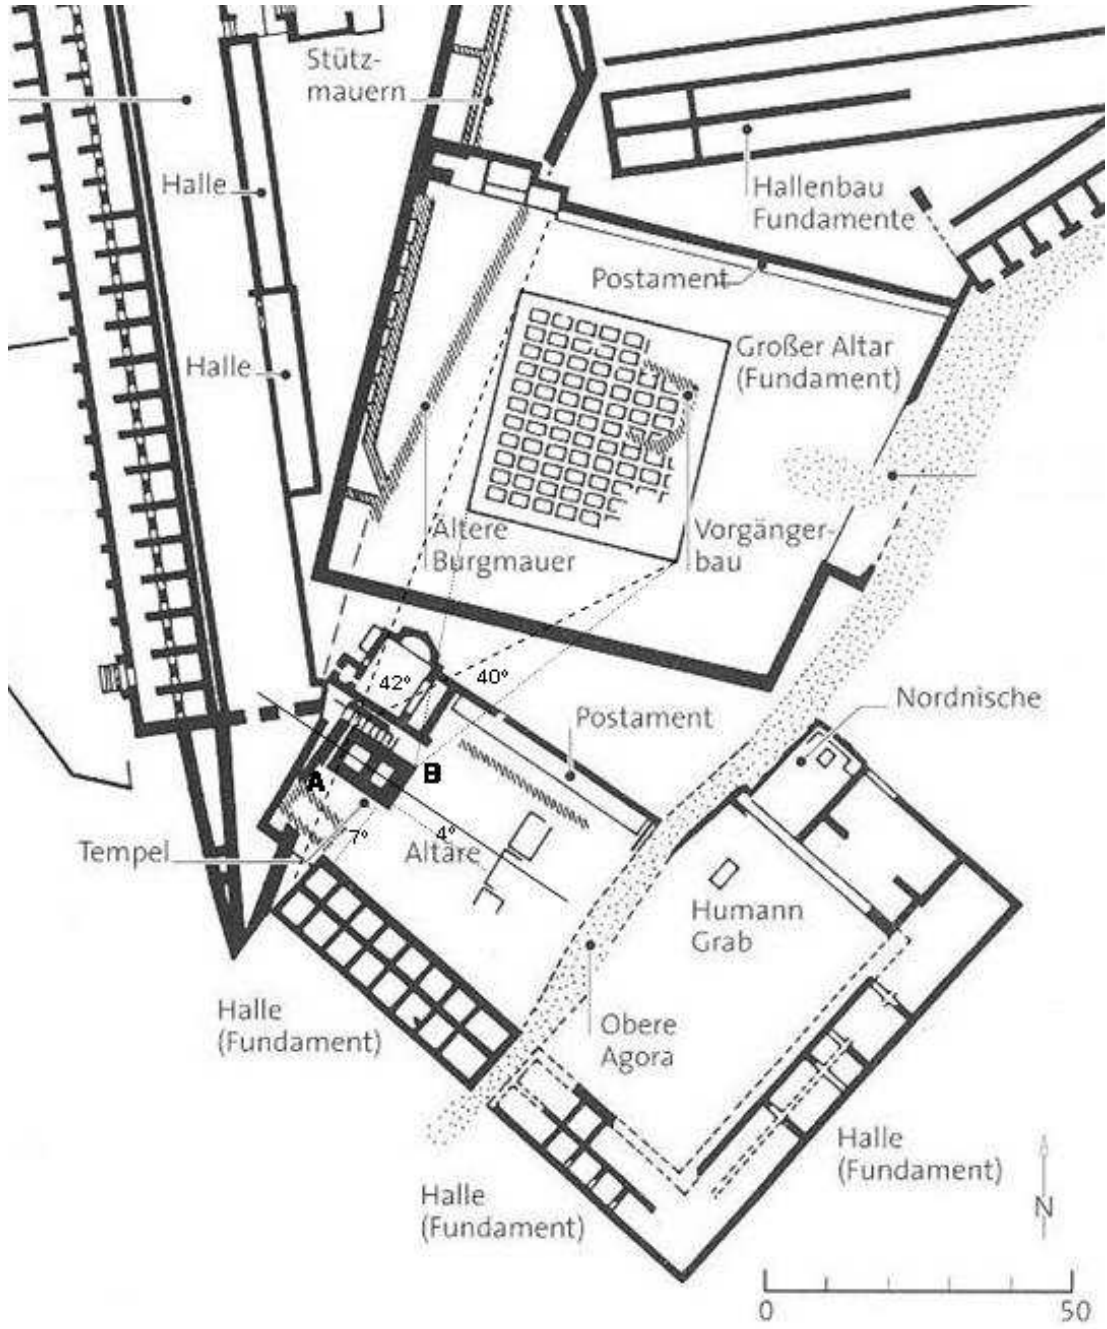 Stütz-
mauern
Halle
Hallenbau
Fundamente
Postament
Halle
Großer Altar
(Fundament)
Ältere
Burgmauer
Vorgänger-
bau
42°
40°
Nordnische
Postament
A
B
7°
4°
Tempel
Altäre
Humann
Grab
Halle
(Fundament)
Obere
Agora
Halle
(Fundament)
Halle
(Fundament)
N
0
50